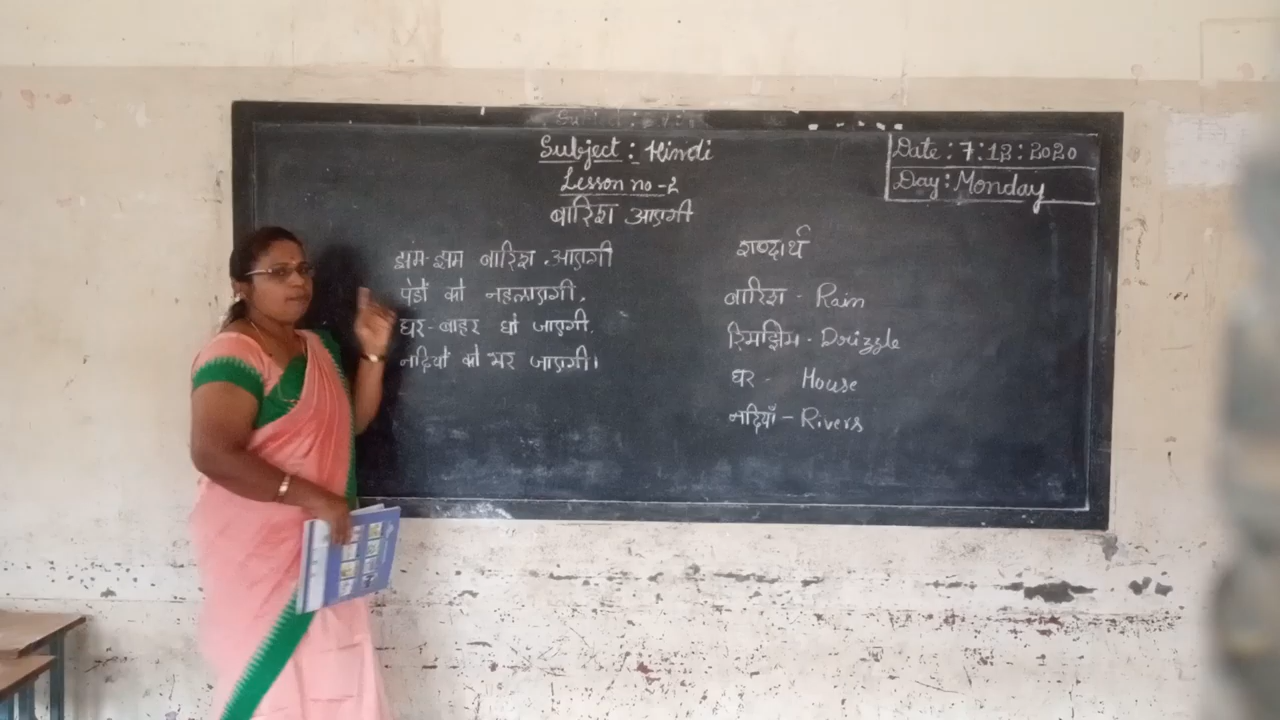 Subject : Hindi
Lesson no - 2
बारिश आएगी
Date : 7:12:2020
Day : Monday
झम-झम बारिश आएगी
पेडों को नहलाएगी,
घर-बाहर धो जाएगी,
नदियों को भर जाएगी।
शब्दार्थ
बारिश - Rain
रिमझिम - Drizzle
घर - House
नदियाँ - Rivers